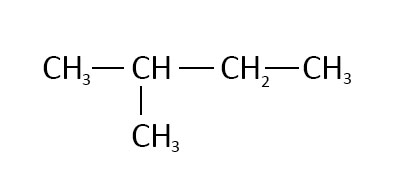 CH₃ — CH — CH₂ — CH₃
CH₃